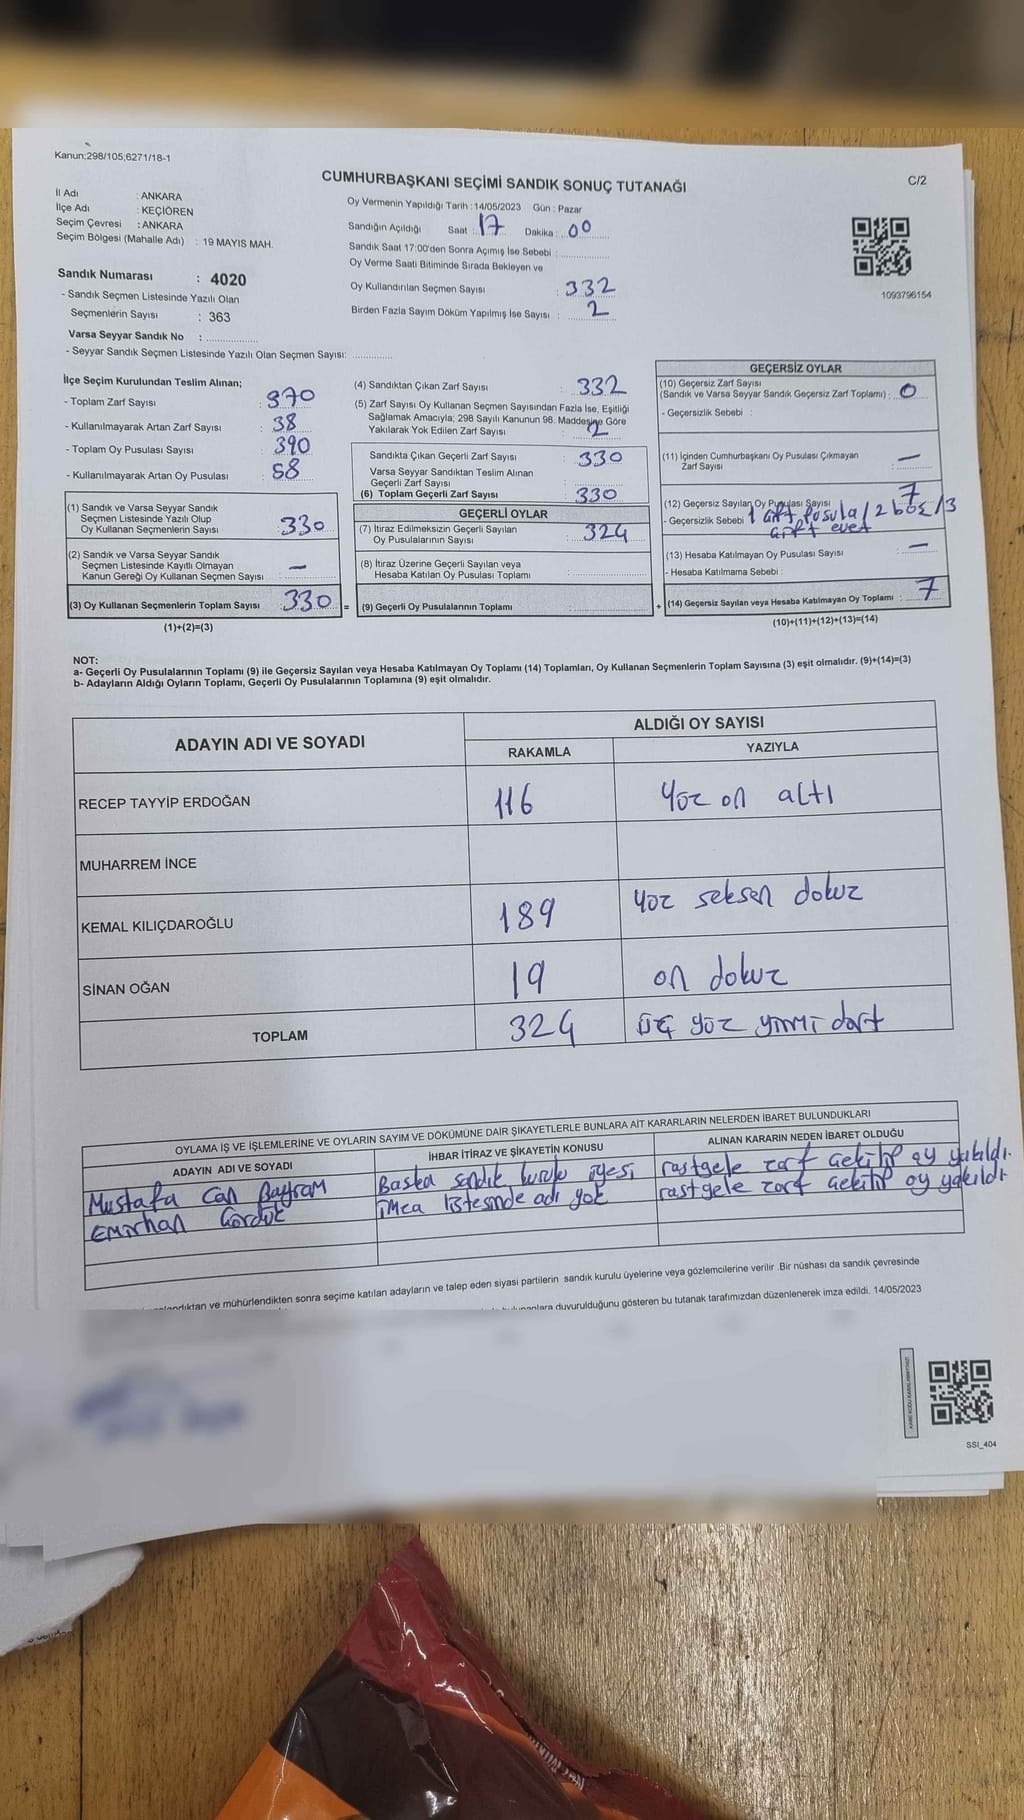 Kanun;298/105;6271/18-1
C/2
CUMHURBAŞKANI SEÇİMİ SANDIK SONUÇ TUTANAĞI
İl Adı : ANKARA
İlçe Adı : KEÇİÖREN
Seçim Çevresi : ANKARA
Seçim Bölgesi (Mahalle Adı) : 19 MAYIS MAH.
Oy Vermenin Yapıldığı Tarih : 14/05/2023 Gün : Pazar
Sandığın Açıldığı Saat : 17 Dakika : 00
Sandık Saat 17:00'den Sonra Açımış İse Sebebi :
Oy Verme Saati Bitiminde Sırada Bekleyen ve
Oy Kullandırılan Seçmen Sayısı : 332
Birden Fazla Sayım Döküm Yapılmış İse Sayısı : 2
1093796154
Sandık Numarası : 4020
- Sandık Seçmen Listesinde Yazılı Olan
Seçmenlerin Sayısı : 363
Varsa Seyyar Sandık No :
- Seyyar Sandık Seçmen Listesinde Yazılı Olan Seçmen Sayısı:
İlçe Seçim Kurulundan Teslim Alınan;
- Toplam Zarf Sayısı : 370
- Kullanılmayarak Artan Zarf Sayısı : 38
- Toplam Oy Pusulası Sayısı : 390
- Kullanılmayarak Artan Oy Pusulası : 58
(1) Sandık ve Varsa Seyyar Sandık
Seçmen Listesinde Yazılı Olup
Oy Kullanan Seçmenlerin Sayısı : 330
(2) Sandık ve Varsa Seyyar Sandık
Seçmen Listesinde Kayıtlı Olmayan
Kanun Gereği Oy Kullanan Seçmen Sayısı : –
(3) Oy Kullanan Seçmenlerin Toplam Sayısı : 330 =
(1)+(2)=(3)
(4) Sandıktan Çıkan Zarf Sayısı : 332
(5) Zarf Sayısı Oy Kullanan Seçmen Sayısından Fazla İse, Eşitliği
Sağlamak Amacıyla; 298 Sayılı Kanunun 98. Maddesine Göre
Yakılarak Yok Edilen Zarf Sayısı : 2
Sandıkta Çıkan Geçerli Zarf Sayısı : 330
Varsa Seyyar Sandıktan Teslim Alınan
Geçerli Zarf Sayısı :
(6) Toplam Geçerli Zarf Sayısı 330
GEÇERLİ OYLAR
(7) İtiraz Edilmeksizin Geçerli Sayılan
Oy Pusulalarının Sayısı : 324
(8) İtiraz Üzerine Geçerli Sayılan veya
Hesaba Katılan Oy Pusulası Toplamı :
(9) Geçerli Oy Pusulalarının Toplamı : +
GEÇERSİZ OYLAR
(10) Geçersiz Zarf Sayısı
(Sandık ve Varsa Seyyar Sandık Geçersiz Zarf Toplamı) : 0
- Geçersizlik Sebebi :
(11) İçinden Cumhurbaşkanı Oy Pusulası Çıkmayan
Zarf Sayısı : –
(12) Geçersiz Sayılan Oy Pusulası Sayısı 7
- Geçersizlik Sebebi 1 çift pusula / 2 boş / 3
çift evet
(13) Hesaba Katılmayan Oy Pusulası Sayısı : –
- Hesaba Katılmama Sebebi :
(14) Geçersiz Sayılan veya Hesaba Katılmayan Oy Toplamı : 7
(10)+(11)+(12)+(13)=(14)
NOT:
a- Geçerli Oy Pusulalarının Toplamı (9) ile Geçersiz Sayılan veya Hesaba Katılmayan Oy Toplamı (14) Toplamları, Oy Kullanan Seçmenlerin Toplam Sayısına (3) eşit olmalıdır. (9)+(14)=(3)
b- Adayların Aldığı Oyların Toplamı, Geçerli Oy Pusulalarının Toplamına (9) eşit olmalıdır.
ADAYIN ADI VE SOYADI
ALDIĞI OY SAYISI
RAKAMLA YAZIYLA
RECEP TAYYİP ERDOĞAN 116 yüz on altı
MUHARREM İNCE
KEMAL KILIÇDAROĞLU 189 yüz seksen dokuz
SİNAN OĞAN 19 on dokuz
TOPLAM 324 üç yüz yirmi dört
OYLAMA İŞ VE İŞLEMLERİNE VE OYLARIN SAYIM VE DÖKÜMÜNE DAİR ŞİKAYETLERLE BUNLARA AİT KARARLARIN NELERDEN İBARET BULUNDUKLARI
ADAYIN ADI VE SOYADI İHBAR İTİRAZ VE ŞİKAYETİN KONUSU ALINAN KARARIN NEDEN İBARET OLDUĞU
Mustafa Can Bayram Başka sandık kurulu üyesi, rastgele zarf çekilip oy yakıldı.
Emirhan Gördük imza listesinde adı yok rastgele zarf çekilip oy yakıldı
sonra seçime katılan adayların ve talep eden siyasi partilerin sandık kurulu üyelerine veya gözlemcilerine verilir .Bir nüshası da sandık çevresinde
duyurulduğunu gösteren bu tutanak tarafımızdan düzenlenerek imza edildi. 14/05/2023
SSI_404